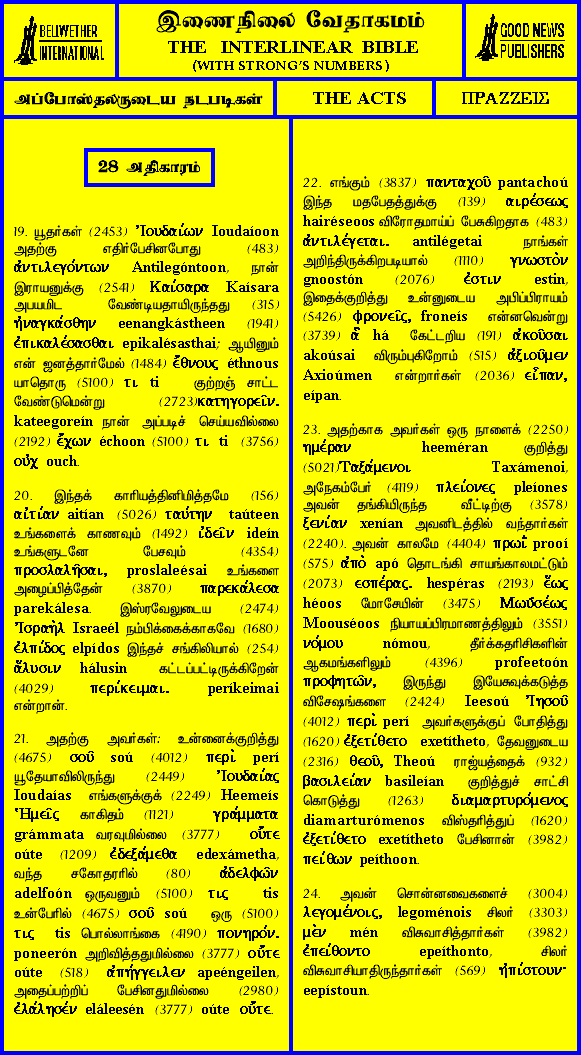 BELLWETHER
INTERNATIONAL
இணைநிலை வேதாகமம்
THE INTERLINEAR BIBLE
(WITH STRONG'S NUMBERS)
GOOD NEWS
PUBLISHERS
அப்போஸ்தலருடைய நடபடிகள்
THE ACTS
ΠΡΑΖΖΕΙΣ
28 அதிகாரம்
19. யூதர்கள் (2453) Ἰουδαίων Ioudaíoon
அதற்கு எதிர்பேசினபோது (483)
ἀντιλεγόντων Antilegóntoon, நான்
இராயனுக்கு (2541) Καίσαρα Kaísara
அபயமிட வேண்டியதாயிருந்தது (315)
ἠναγκάσθην eenangkástheen (1941)
ἐπικαλέσασθαι epikalésasthai; ஆயினும்
என் ஜனத்தார்மேல் (1484) ἔθνους éthnous
யாதொரு (5100) τι ti குற்றஞ் சாட்ட
வேண்டுமென்று (2723)κατηγορεῖν.
kateegoreín நான் அப்படிச் செய்யவில்லை
(2192) ἔχων échoon (5100) τι ti (3756)
οὐχ ouch.
20. இந்தக் காரியத்தினிமித்தமே (156)
αἰτίαν aitían (5026) ταύτην taúteen
உங்களைக் காணவும் (1492) ἰδεῖν ideín
உங்களுடனே பேசவும் (4354)
προσλαλῆσαι, proslaleésai உங்களை
அழைப்பித்தேன் (3870) παρεκάλεσα
parekálesa. இஸ்ரவேலுடைய (2474)
Ἰσραὴλ Israeél நம்பிக்கைக்காகவே (1680)
ἐλπίδος elpídos இந்தச் சங்கிலியால் (254)
ἅλυσιν hálusin கட்டப்பட்டிருக்கிறேன்
(4029) περίκειμαι. períkeimai
என்றான்.
21. அதற்கு அவர்கள்: உன்னைக்குறித்து
(4675) σοῦ soú (4012) περὶ perí
யூதேயாவிலிருந்து (2449) Ἰουδαίας
Ioudaías எங்களுக்குக் (2249) Heemeís
Ἡμεῖς காகிதம் (1121) γράμματα
grámmata வரவுமில்லை (3777) οὔτε
oúte (1209) ἐδεξάμεθα edexámetha,
வந்த சகோதரரில் (80) ἀδελφῶν
adelfoón ஒருவனும் (5100) τις tis
உன்பேரில் (4675) σοῦ soú ஒரு (5100)
τις tis பொல்லாங்கை (4190) πονηρόν.
poneerón அறிவித்ததுமில்லை (3777) οὔτε
oúte (518) ἀπήγγειλεν apeéngeilen,
அதைப்பற்றிப் பேசினதுமில்லை (2980)
ἐλάλησέν eláleesén (3777) oúte οὔτε.
22. எங்கும் (3837) πανταχοῦ pantachoú
இந்த மதபேதத்துக்கு (139) αιρέσεως
hairéseoos விரோதமாய்ப் பேசுகிறதாக (483)
ἀντιλέγεται. antilégetai நாங்கள்
அறிந்திருக்கிறபடியால் (1110) γνωστὸν
gnoostón (2076) ἐστιν estin,
இதைக்குறித்து உன்னுடைய அபிப்பிராயம்
(5426) φρονεῖς, froneís என்னவென்று
(3739) ἃ há கேட்டறிய (191) ἀκοῦσαι
akoúsai விரும்புகிறோம் (515) ἀξιοῦμεν
Axioúmen என்றார்கள் (2036) εἶπαν,
eípan.
23. அதற்காக அவர்கள் ஒரு நாளைக் (2250)
ημέραν heeméran குறித்து
(5021)Ταξάμενοι Taxámenoi,
அநேகம்பேர் (4119) πλείονες pleíones
அவன் தங்கியிருந்த வீட்டிற்கு (3578)
ξενίαν xenían அவனிடத்தில் வந்தார்கள்
(2240). அவன் காலமே (4404) πρωῒ prooí
(575) ἀπὸ apó தொடங்கி சாயங்காலமட்டும்
(2073) εσπέρας. hespéras (2193) ἕως
héoos மோசேயின் (3475) Μωϋσέως
Moouséoos நியாயப்பிரமாணத்திலும் (3551)
νόμου nómou, தீர்க்கதரிசிகளின்
ஆகமங்களிலும் (4396) profeetoón
προφητῶν, இருந்து இயேசுவுக்கடுத்த
விசேஷங்களை (2424) Ieesoú Ἰησοῦ
(4012) περὶ perí அவர்களுக்குப் போதித்து
(1620) ἐξετίθετο exetítheto, தேவனுடைய
(2316) θεοῦ, Theoú ராஜ்யத்தைக் (932)
βασιλείαν basileían குறித்துச் சாட்சி
கொடுத்து (1263) διαμαρτυρόμενος
diamarturómenos விஸ்தரித்துப் (1620)
ἐξετίθετο exetítheto பேசினான் (3982)
πείθων peíthoon.
24. அவன் சொன்னவைகளைச் (3004)
λεγομένοις, legoménois சிலர் (3303)
μὲν mén விசுவாசித்தார்கள் (3982)
ἐπείθοντο epeíthonto, சிலர்
விசுவாசியாதிருந்தார்கள் (569) ἠπίστουν·
eepístoun.